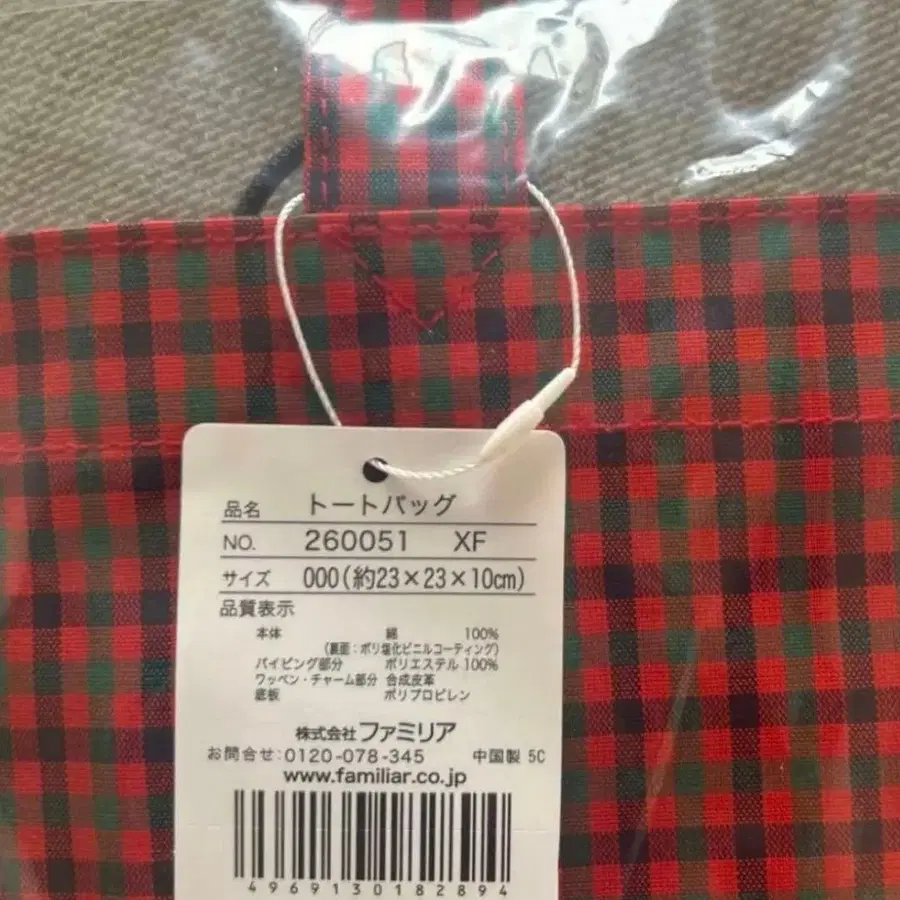 品名 トートバッグ
NO. 260051 XF
サイズ 000(約23×23×10cm)
品質表示
本体 綿 100%
(裏面：ポリ塩化ビニルコーティング)
パイピング部分 ポリエステル 100%
ワッペン・チャーム部分 合成皮革
底板 ポリプロピレン
株式会社ファミリア
お問合せ:0120-078-345 中国製 5C
www.familiar.co.jp
4969130182894